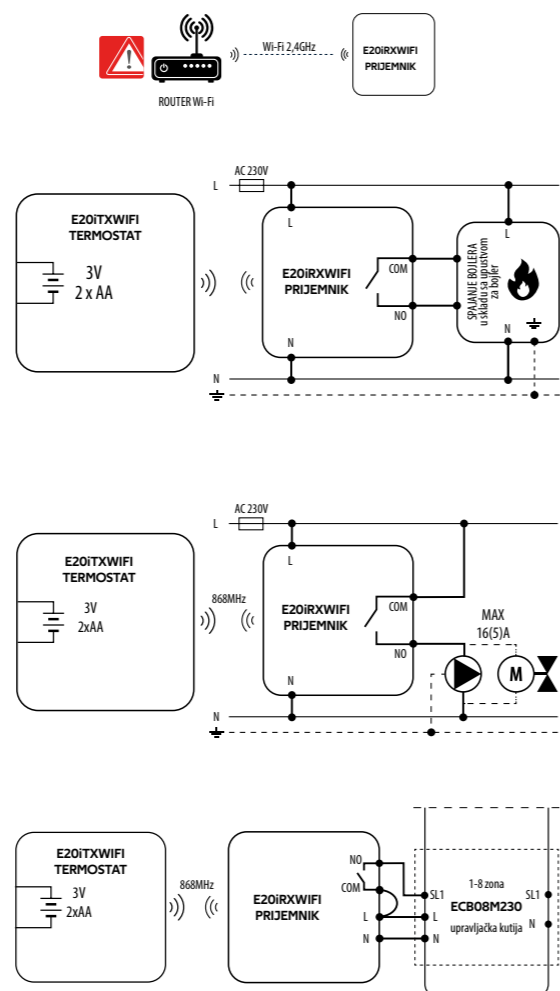 Wi-Fi 2,4GHz
E20iRXWIFI
PRIJEMNIK
ROUTER Wi-Fi
L
AC 230V
E20iTXWIFI
TERMOSTAT
3V
2 x AA
L
E20iRXWIFI
PRIJEMNIK
COM
NO
N
L
SPAJANJE BOJLERA
u skladu sa upustvom
za bojler
N
N
L
AC 230V
E20iTXWIFI
TERMOSTAT
3V
2xAA
868MHz
L
E20iRXWIFI
PRIJEMNIK
COM
NO
N
MAX
16(5)A
M
N
E20iTXWIFI
TERMOSTAT
3V
2xAA
868MHz
E20iRXWIFI
PRIJEMNIK
NO
COM
L
N
SL1
L
N
1-8 zona
ECB08M230
upravljačka kutija
SL1
N